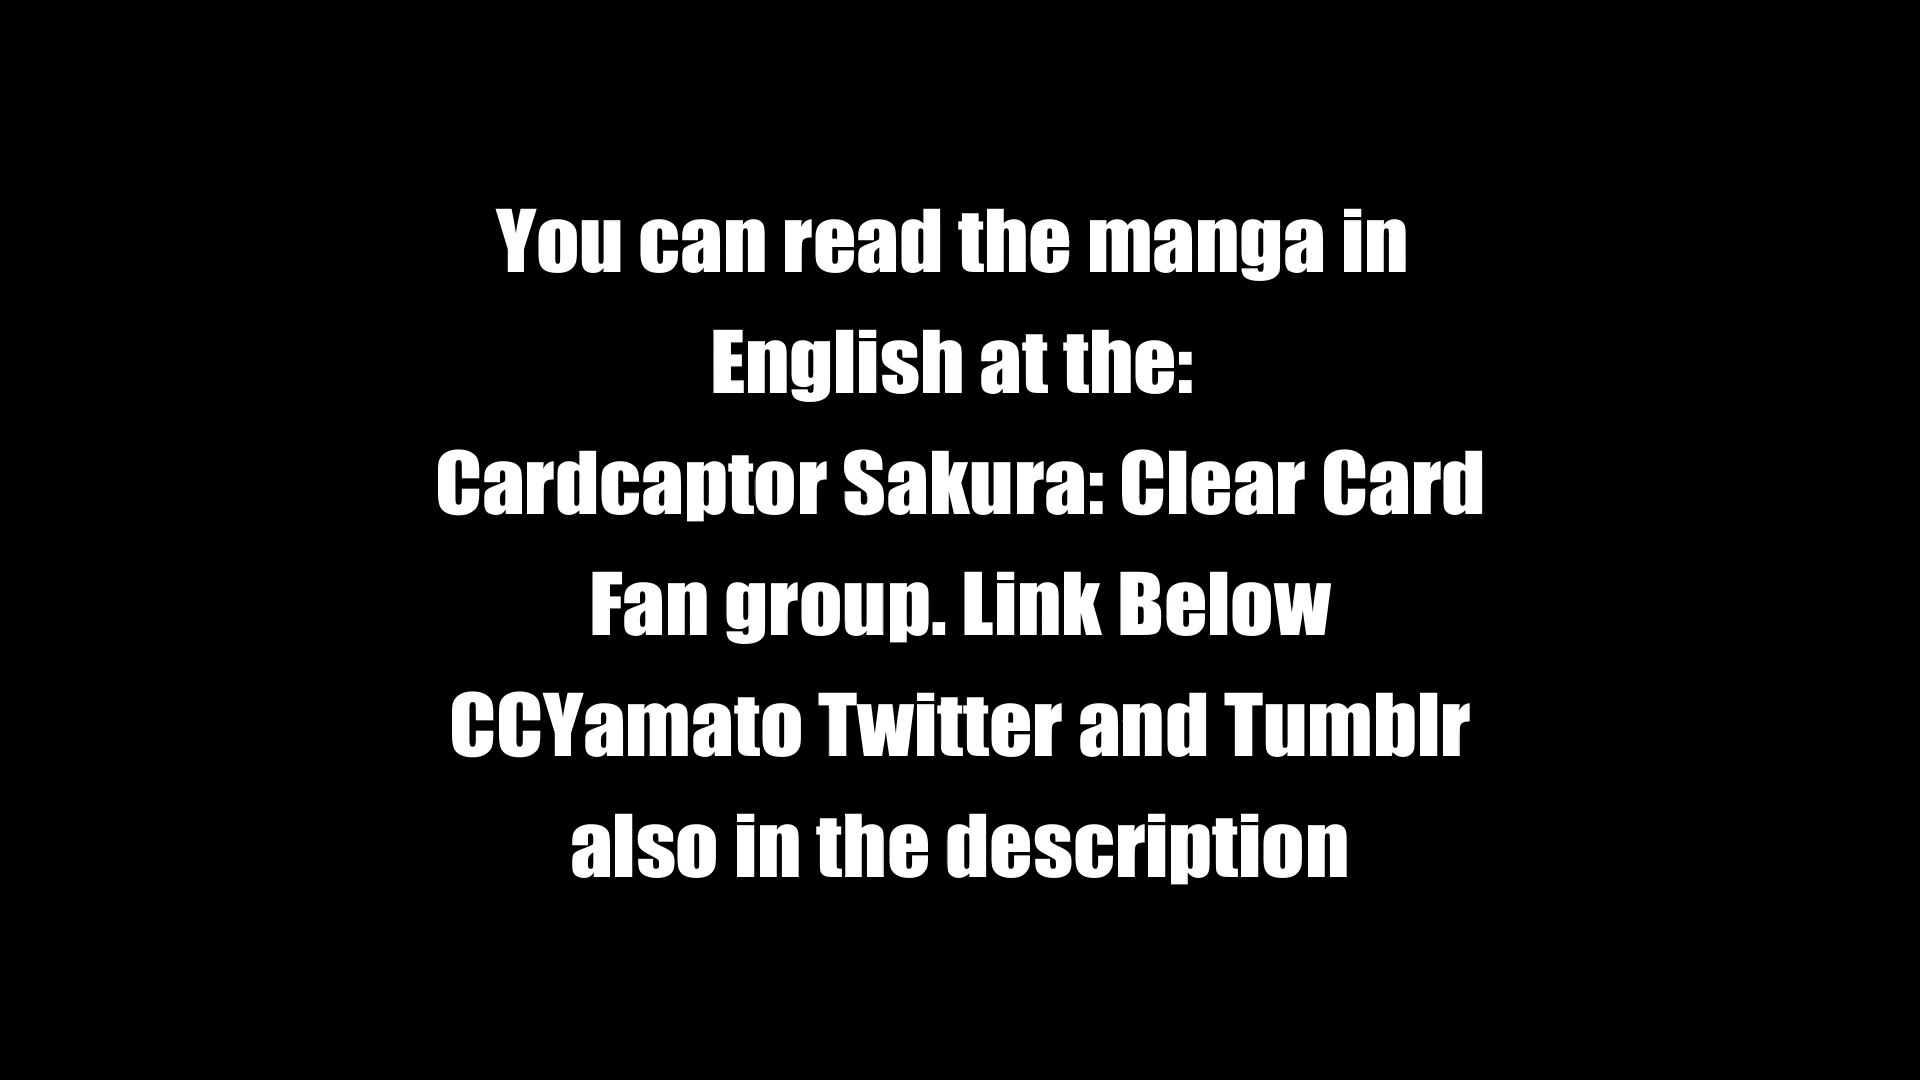 You can read the manga in
English at the:
Cardcaptor Sakura: Clear Card
Fan group. Link Below
CCYamato Twitter and Tumblr
also in the description